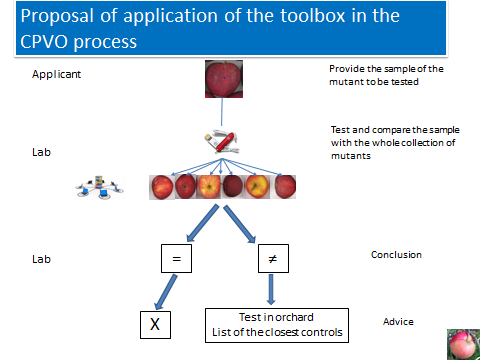 Proposal of application of the toolbox in the
CPVO process
Applicant
Provide the sample of the
mutant to be tested
Lab
Test and compare the sample
with the whole collection of
mutants
Lab
=
≠
Conclusion
X
Test in orchard
List of the closest controls
Advice